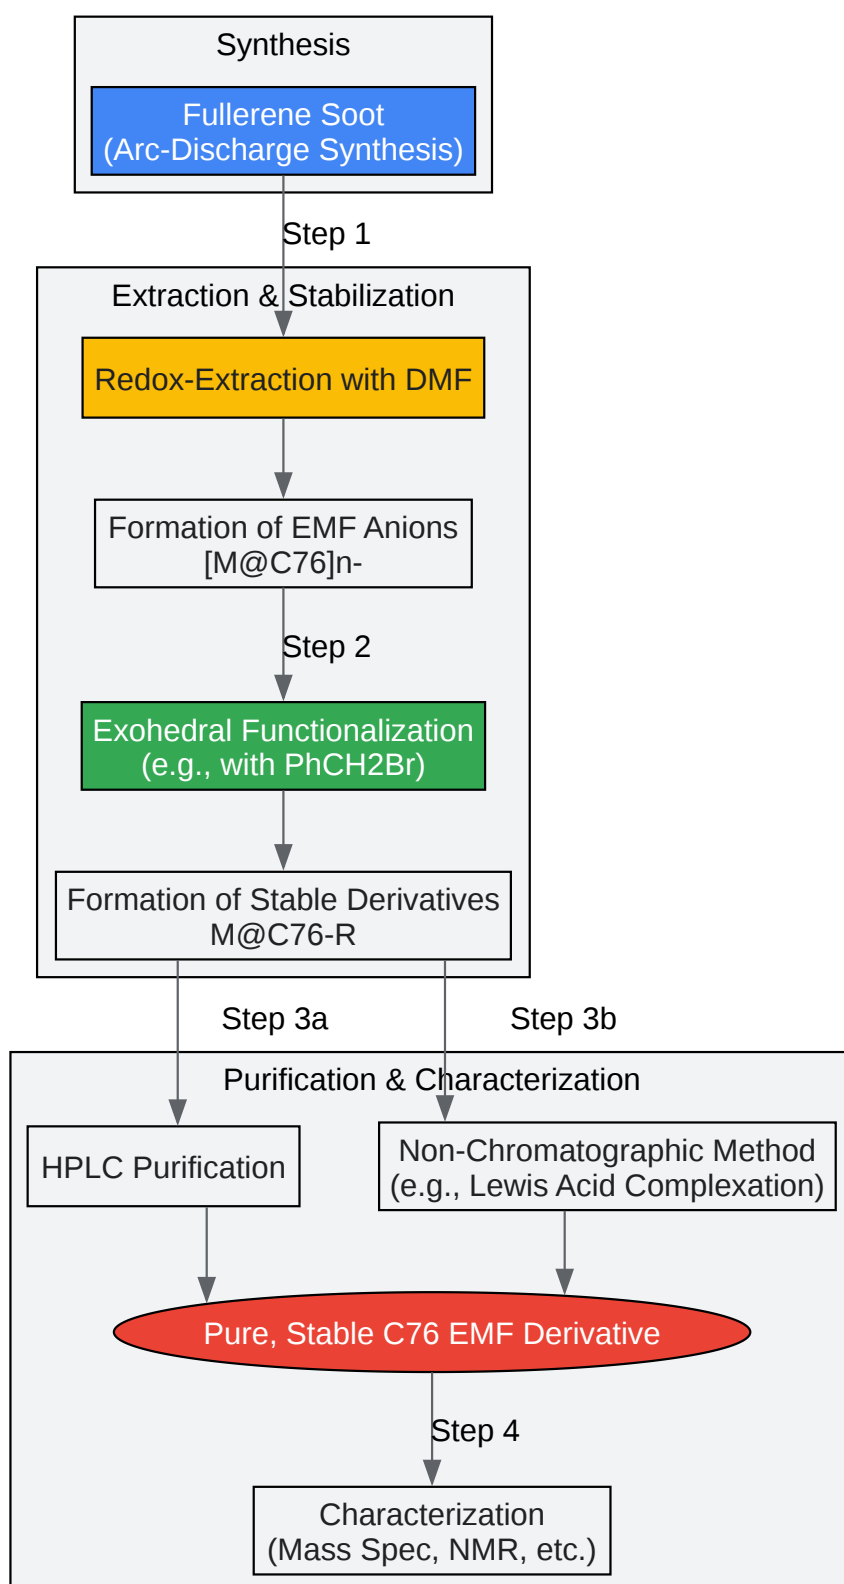 Synthesis
Fullerene Soot
(Arc-Discharge Synthesis)
Step 1
Extraction & Stabilization
Redox-Extraction with DMF
Formation of EMF Anions
[M@C76]n-
Step 2
Exohedral Functionalization
(e.g., with PhCH2Br)
Formation of Stable Derivatives
M@C76-R
Step 3a
Step 3b
Purification & Characterization
HPLC Purification
Non-Chromatographic Method
(e.g., Lewis Acid Complexation)
Pure, Stable C76 EMF Derivative
Step 4
Characterization
(Mass Spec, NMR, etc.)